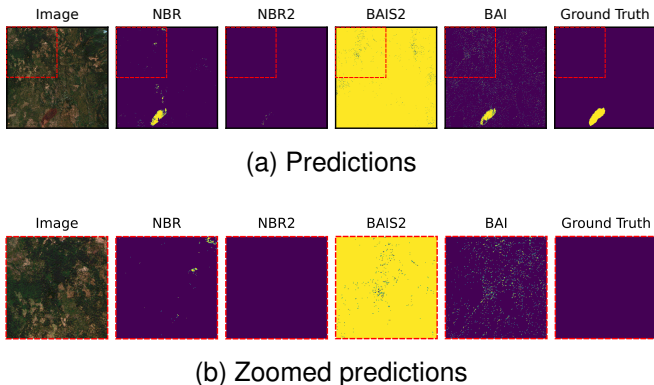 Image NBR NBR2 BAIS2 BAI Ground Truth
(a) Predictions
Image NBR NBR2 BAIS2 BAI Ground Truth
(b) Zoomed predictions